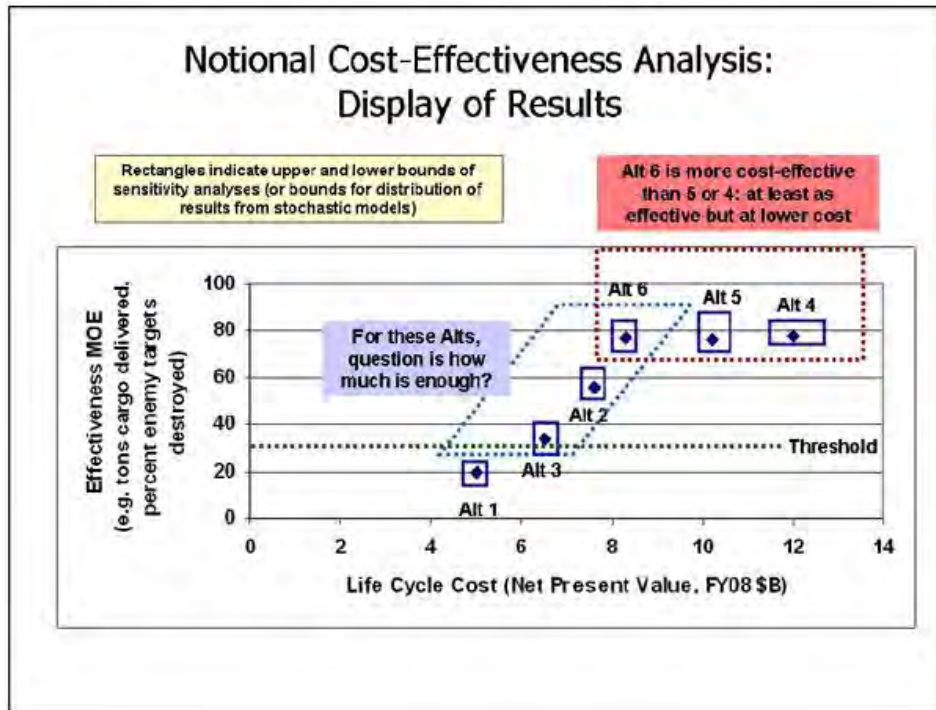 Notional Cost-Effectiveness Analysis:
Display of Results
Rectangles indicate upper and lower bounds of
sensitivity analyses (or bounds for distribution of
results from stochastic models)
Alt 6 is more cost-effective
than 5 or 4: at least as
effective but at lower cost
Effectiveness MOE
(e.g. tons cargo delivered,
percent enemy targets
destroyed)
100
80
60
40
20
0
For these Alts,
question is how
much is enough?
Alt 6
Alt 5
Alt 4
Alt 2
Threshold
Alt 3
Alt 1
0
2
4
6
8
10
12
14
Life Cycle Cost (Net Present Value, FY08 $B)